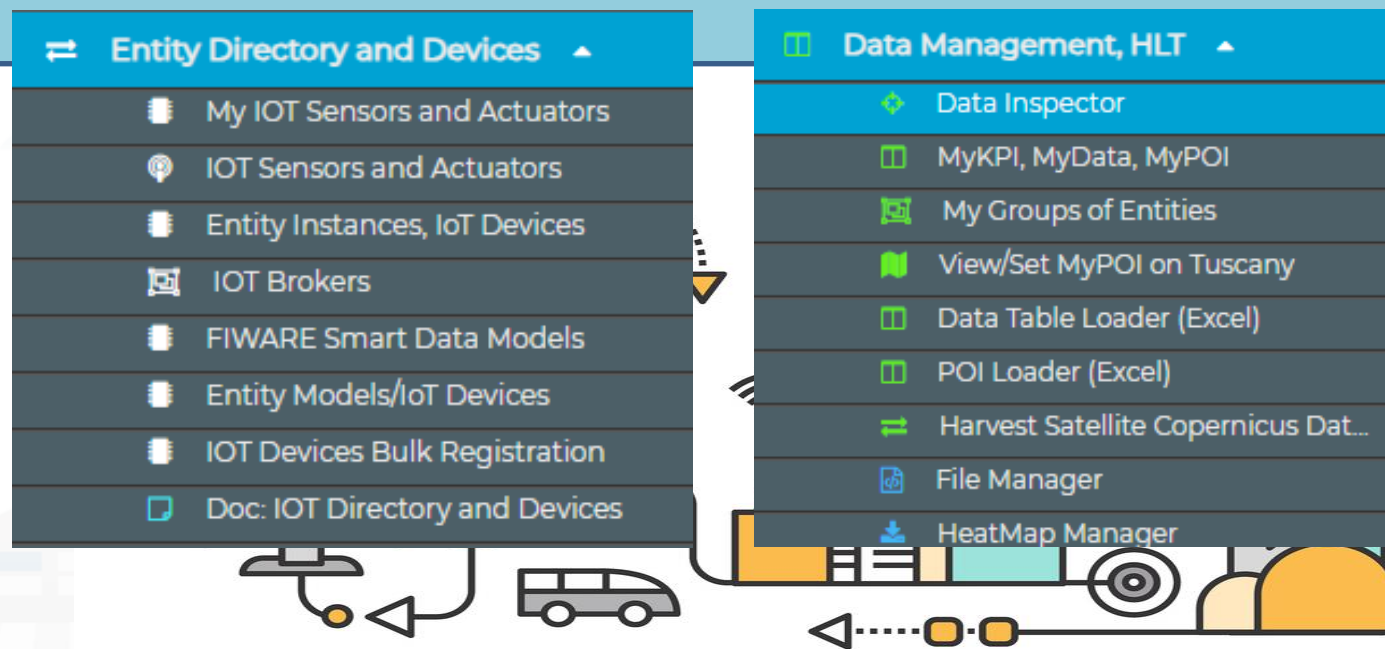 Entity Directory and Devices
My IOT Sensors and Actuators
IOT Sensors and Actuators
Entity Instances, IoT Devices
IOT Brokers
FIWARE Smart Data Models
Entity Models/IoT Devices
IOT Devices Bulk Registration
Doc: IOT Directory and Devices
Data Management, HLT
Data Inspector
MyKPI, MyData, MyPOI
My Groups of Entities
View/Set MyPOI on Tuscany
Data Table Loader (Excel)
POI Loader (Excel)
Harvest Satellite Copernicus Dat...
File Manager
HeatMap Manager